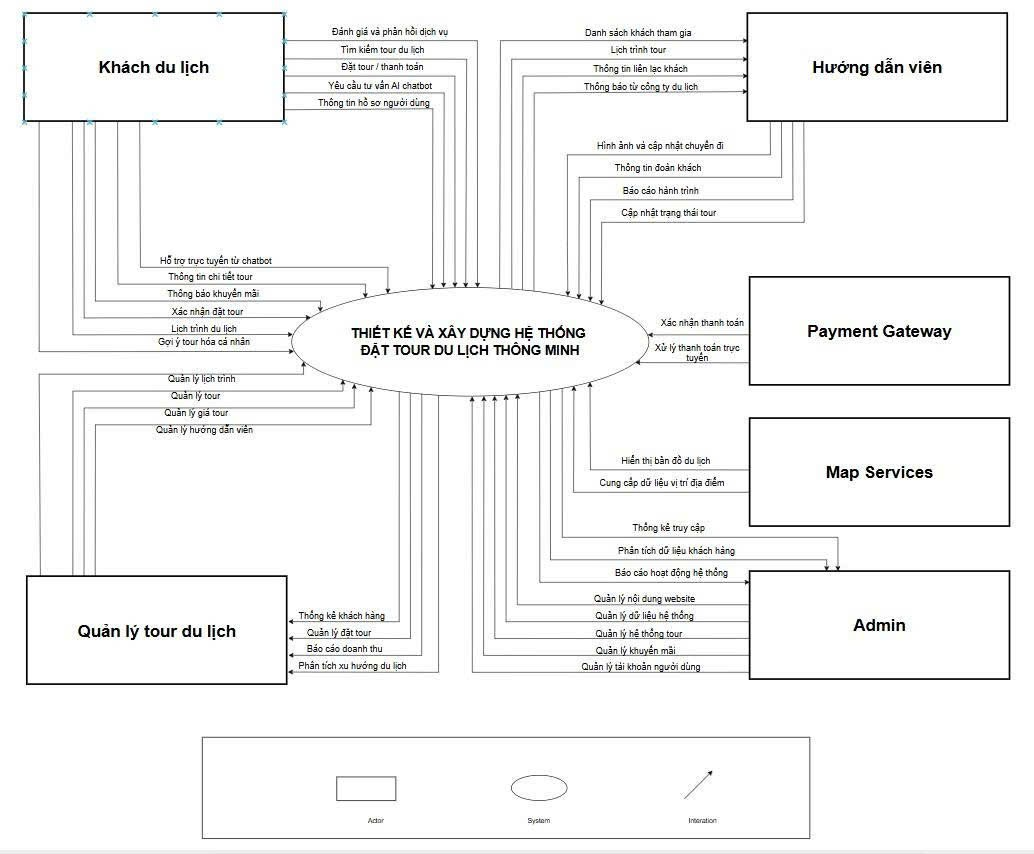 Khách du lịch
Đánh giá và phản hồi dịch vụ
Tìm kiếm tour du lịch
Đặt tour / thanh toán
Yêu cầu tư vấn AI chatbot
Thông tin hồ sơ người dùng
Danh sách khách tham gia
Lịch trình tour
Thông tin liên lạc khách
Thông báo từ công ty du lịch
Hướng dẫn viên
Hình ảnh và cập nhật chuyến đi
Thông tin đoàn khách
Báo cáo hành trình
Cập nhật trạng thái tour
Hỗ trợ trực tuyến từ chatbot
Thông tin chi tiết tour
Thông báo khuyến mãi
Xác nhận đặt tour
Lịch trình du lịch
Gợi ý tour hóa cá nhân
THIẾT KẾ VÀ XÂY DỰNG HỆ THỐNG
ĐẶT TOUR DU LỊCH THÔNG MINH
Xác nhận thanh toán
Xử lý thanh toán trực
tuyến
Payment Gateway
Quản lý lịch trình
Quản lý tour
Quản lý giá tour
Quản lý hướng dẫn viên
Hiển thị bản đồ du lịch
Cung cấp dữ liệu vị trí địa điểm
Map Services
Thống kê truy cập
Phân tích dữ liệu khách hàng
Báo cáo hoạt động hệ thống
Quản lý nội dung website
Quản lý dữ liệu hệ thống
Quản lý hệ thống tour
Quản lý khuyến mãi
Quản lý tài khoản người dùng
Admin
Quản lý tour du lịch
Thống kê khách hàng
Quản lý đặt tour
Báo cáo doanh thu
Phân tích xu hướng du lịch
Actor
System
Interation